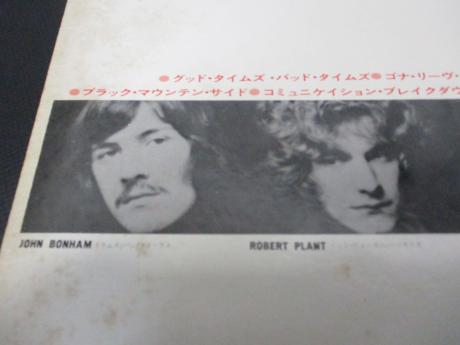 ●グッド・タイムズ・バッド・タイムズ●ゴナ・リーヴ・
●ブラック・マウンテン・サイド●コミュニケイション・ブレイクダウ
JOHN BONHAM
ROBERT PLANT